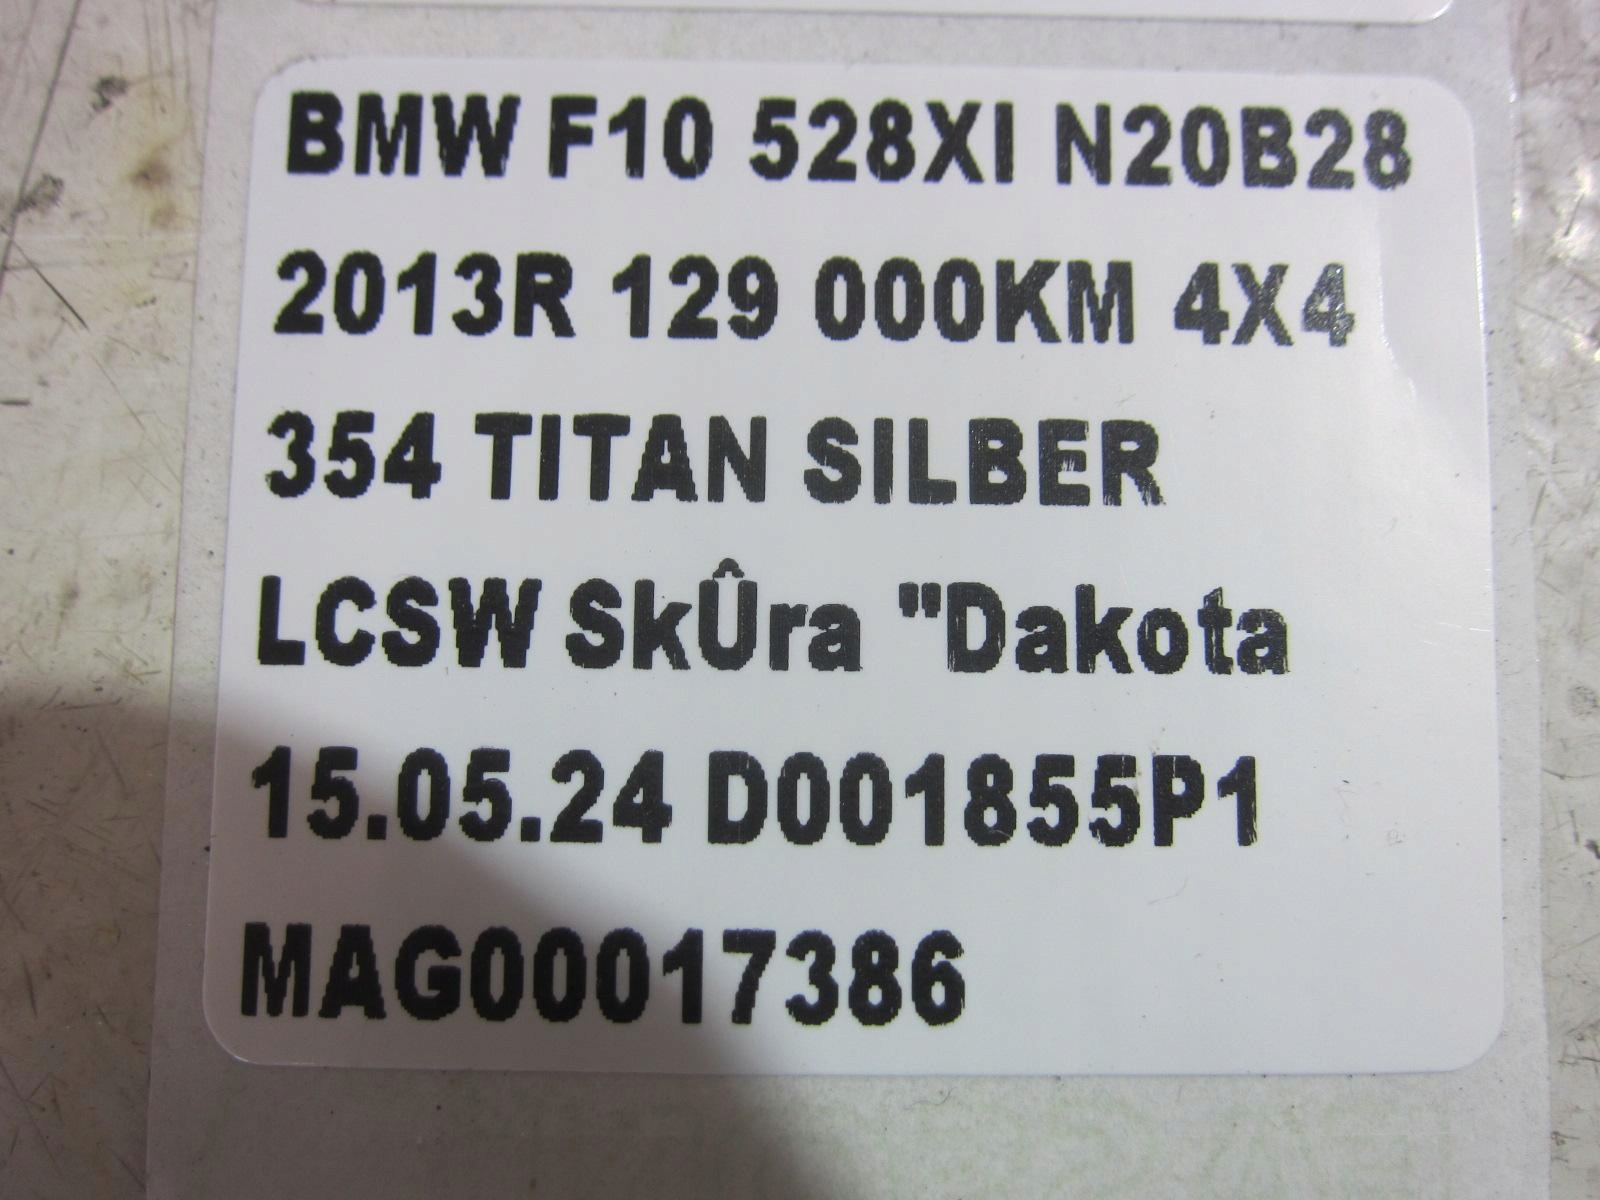 BMW F10 528XI N20B28
2013R 129 000KM 4X4
354 TITAN SILBER
LCSW SkÛra "Dakota
15.05.24 D001855P1
MAG00017386